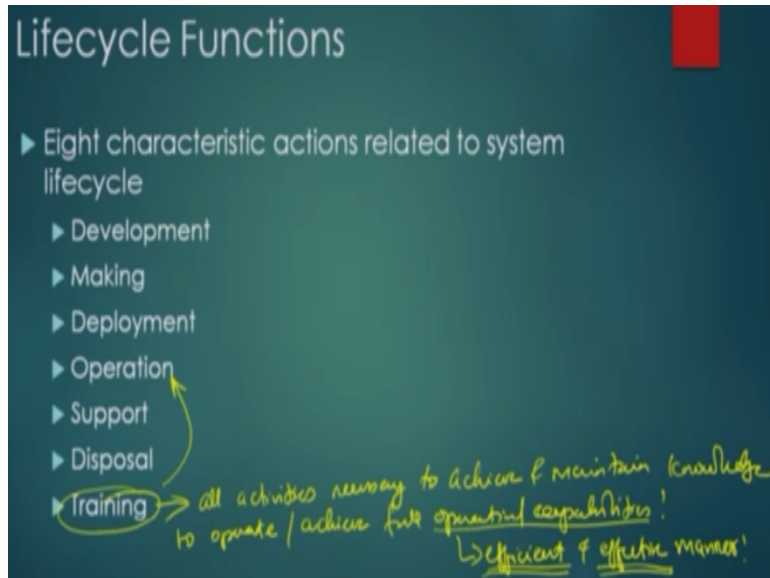 Lifecycle Functions
Eight characteristic actions related to system
lifecycle
Development
Making
Deployment
Operation
Support
Disposal
Training → all activities necessary to achieve & maintain knowledge
to operate / achieve full operational capabilities!
↳ efficient & effective manner!